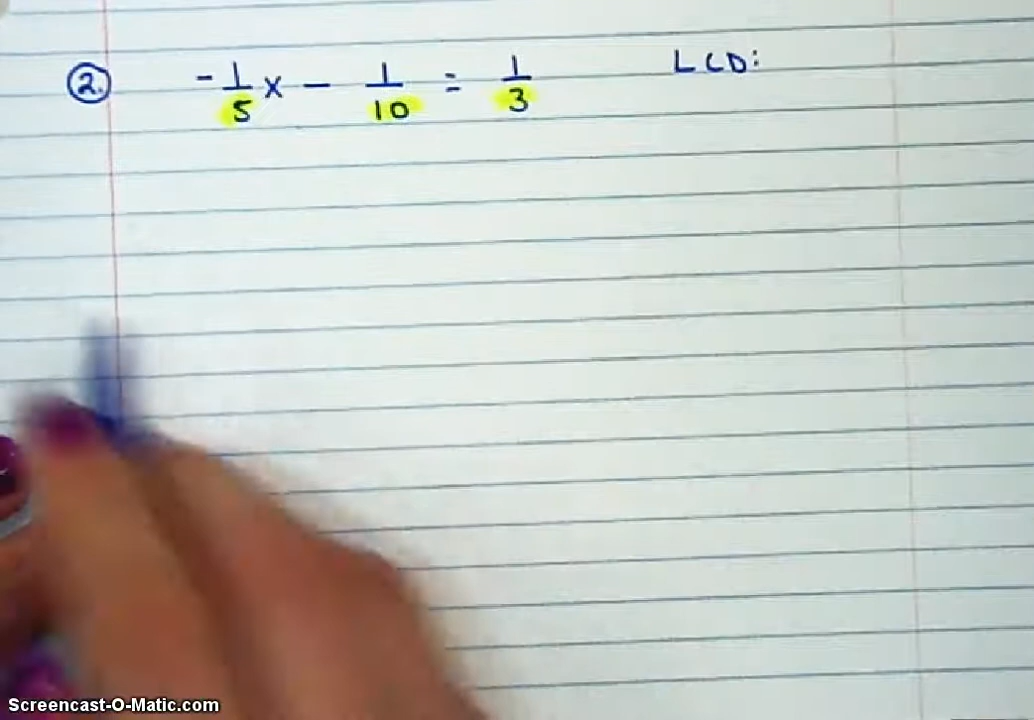 2. -1/5 x - 1/10 = 1/3 LCD:
Screencast-O-Matic.com